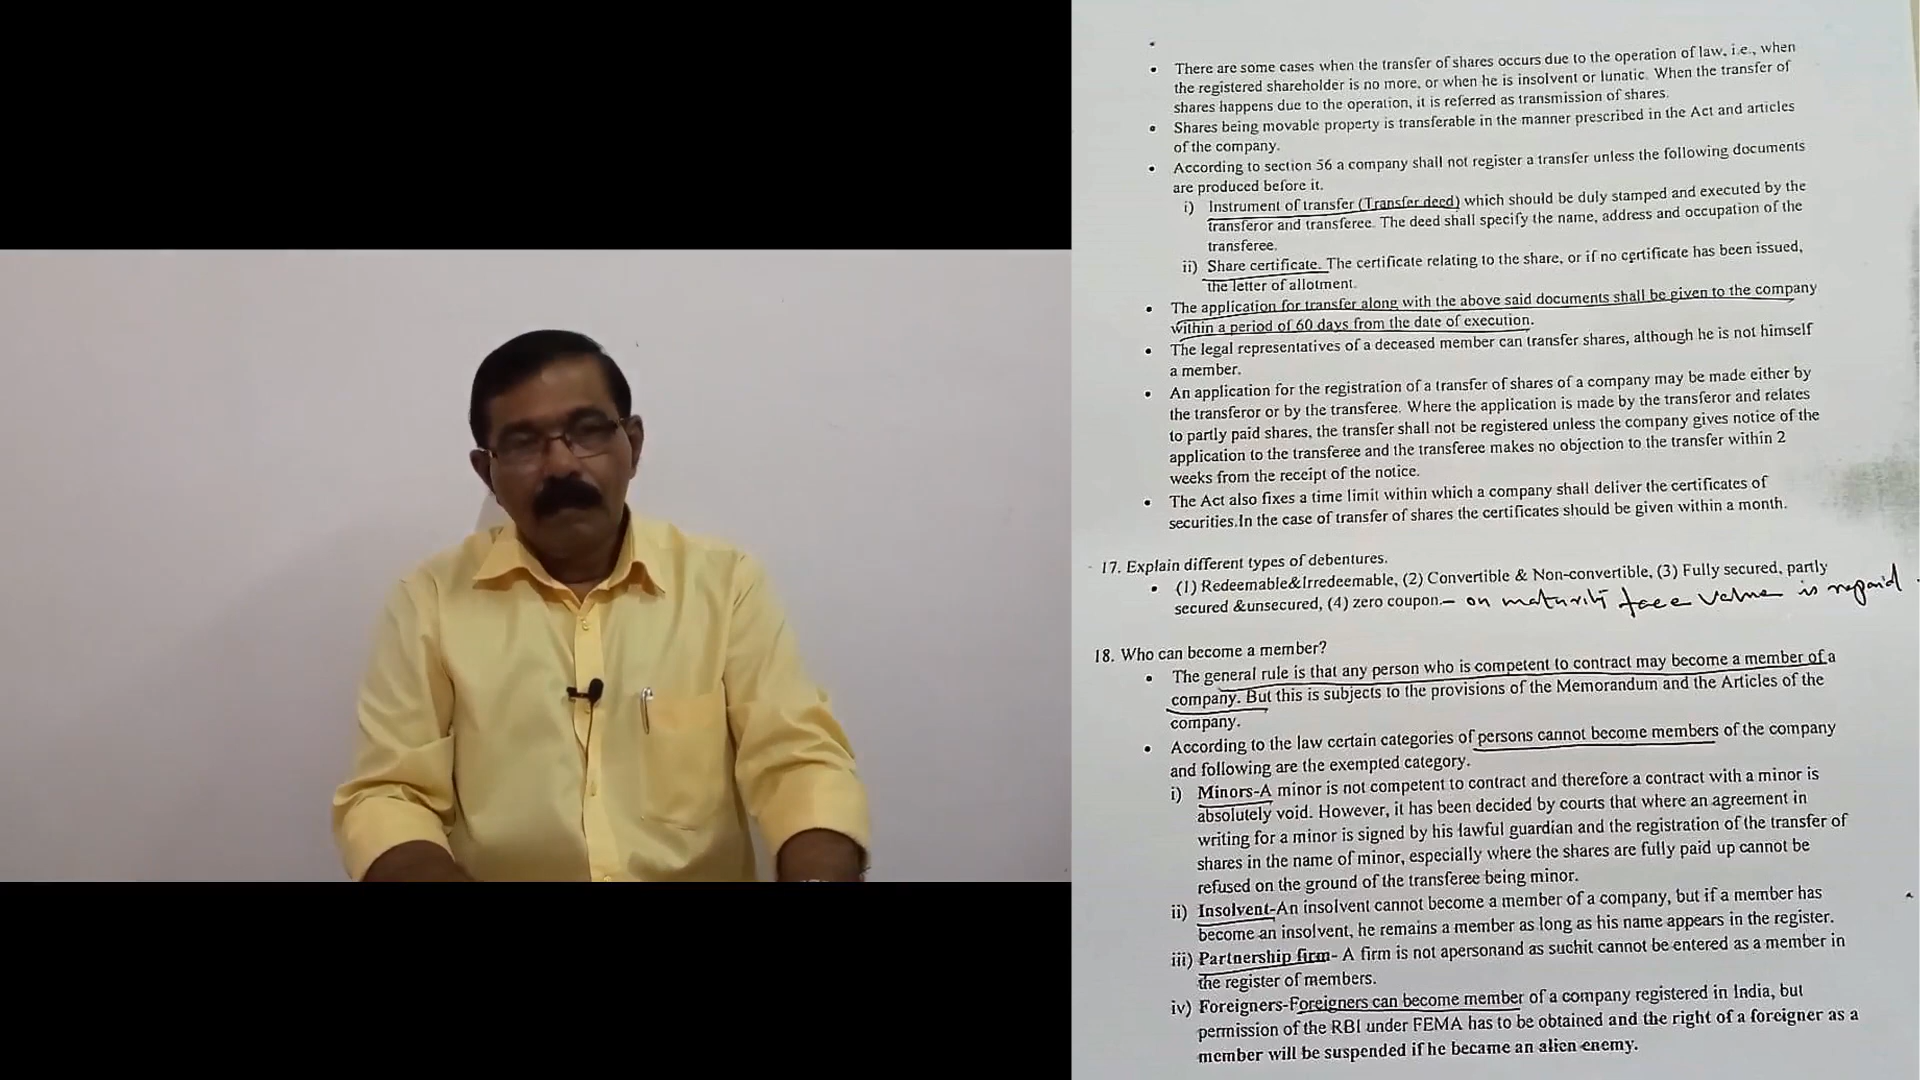 There are some cases when the transfer of shares occurs due to the operation of law, i.e., when
the registered shareholder is no more, or when he is insolvent or lunatic. When the transfer of
shares happens due to the operation, it is referred as transmission of shares.
Shares being movable property is transferable in the manner prescribed in the Act and articles
of the company.
According to section 56 a company shall not register a transfer unless the following documents
are produced before it.
i) Instrument of transfer (Transfer deed) which should be duly stamped and executed by the
transferor and transferee. The deed shall specify the name, address and occupation of the
transferee.
ii) Share certificate. The certificate relating to the share, or if no certificate has been issued,
the letter of allotment.
The application for transfer along with the above said documents shall be given to the company
within a period of 60 days from the date of execution.
The legal representatives of a deceased member can transfer shares, although he is not himself
a member.
An application for the registration of a transfer of shares of a company may be made either by
the transferor or by the transferee. Where the application is made by the transferor and relates
to partly paid shares, the transfer shall not be registered unless the company gives notice of the
application to the transferee and the transferee makes no objection to the transfer within 2
weeks from the receipt of the notice.
The Act also fixes a time limit within which a company shall deliver the certificates of
securities.In the case of transfer of shares the certificates should be given within a month.
17. Explain different types of debentures.
(1) Redeemable&Irredeemable, (2) Convertible & Non-convertible, (3) Fully secured, partly
secured &unsecured, (4) zero coupon.– on maturiti face value is repaid
18. Who can become a member?
The general rule is that any person who is competent to contract may become a member of a
company. But this is subjects to the provisions of the Memorandum and the Articles of the
company.
According to the law certain categories of persons cannot become members of the company
and following are the exempted category.
i) Minors-A minor is not competent to contract and therefore a contract with a minor is
absolutely void. However, it has been decided by courts that where an agreement in
writing for a minor is signed by his lawful guardian and the registration of the transfer of
shares in the name of minor, especially where the shares are fully paid up cannot be
refused on the ground of the transferee being minor.
ii) Insolvent-An insolvent cannot become a member of a company, but if a member has
become an insolvent, he remains a member as long as his name appears in the register.
iii) Partnership firm- A firm is not apersonand as suchit cannot be entered as a member in
the register of members.
iv) Foreigners-Foreigners can become member of a company registered in India, but
permission of the RBI under FEMA has to be obtained and the right of a foreigner as a
member will be suspended if he became an alien enemy.